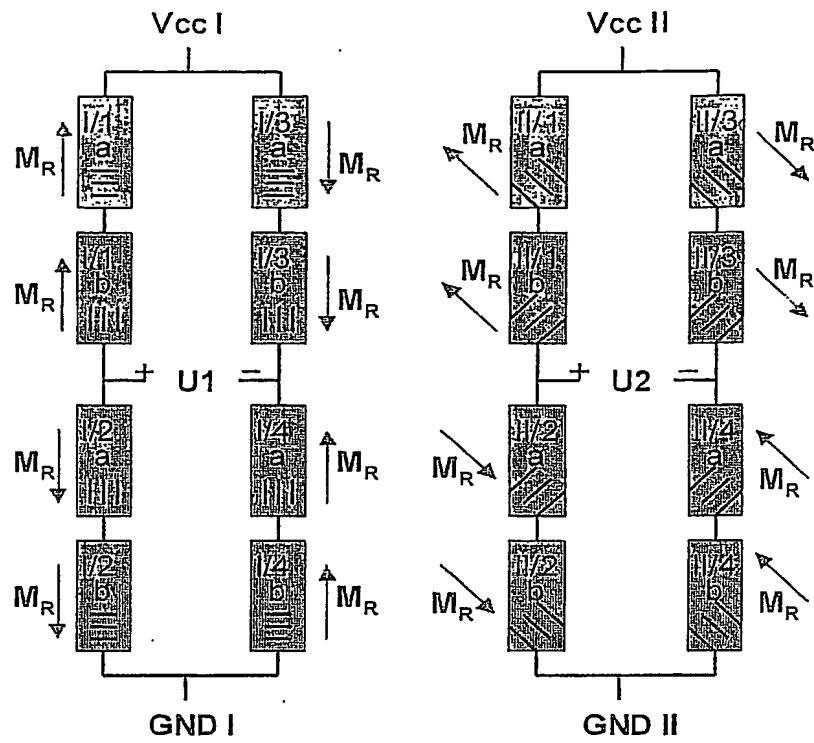 Vcc I Vcc II
I/1 a I/3 a II/1 a II/3 a
M_R M_R M_R M_R
I/1 b I/3 b II/1 b II/3 b
M_R M_R M_R M_R
+ U1 − + U2 −
I/2 a I/4 a II/2 a II/4 a
M_R M_R M_R M_R
I/2 b I/4 b II/2 b II/4 b
M_R M_R M_R M_R
GND I GND II